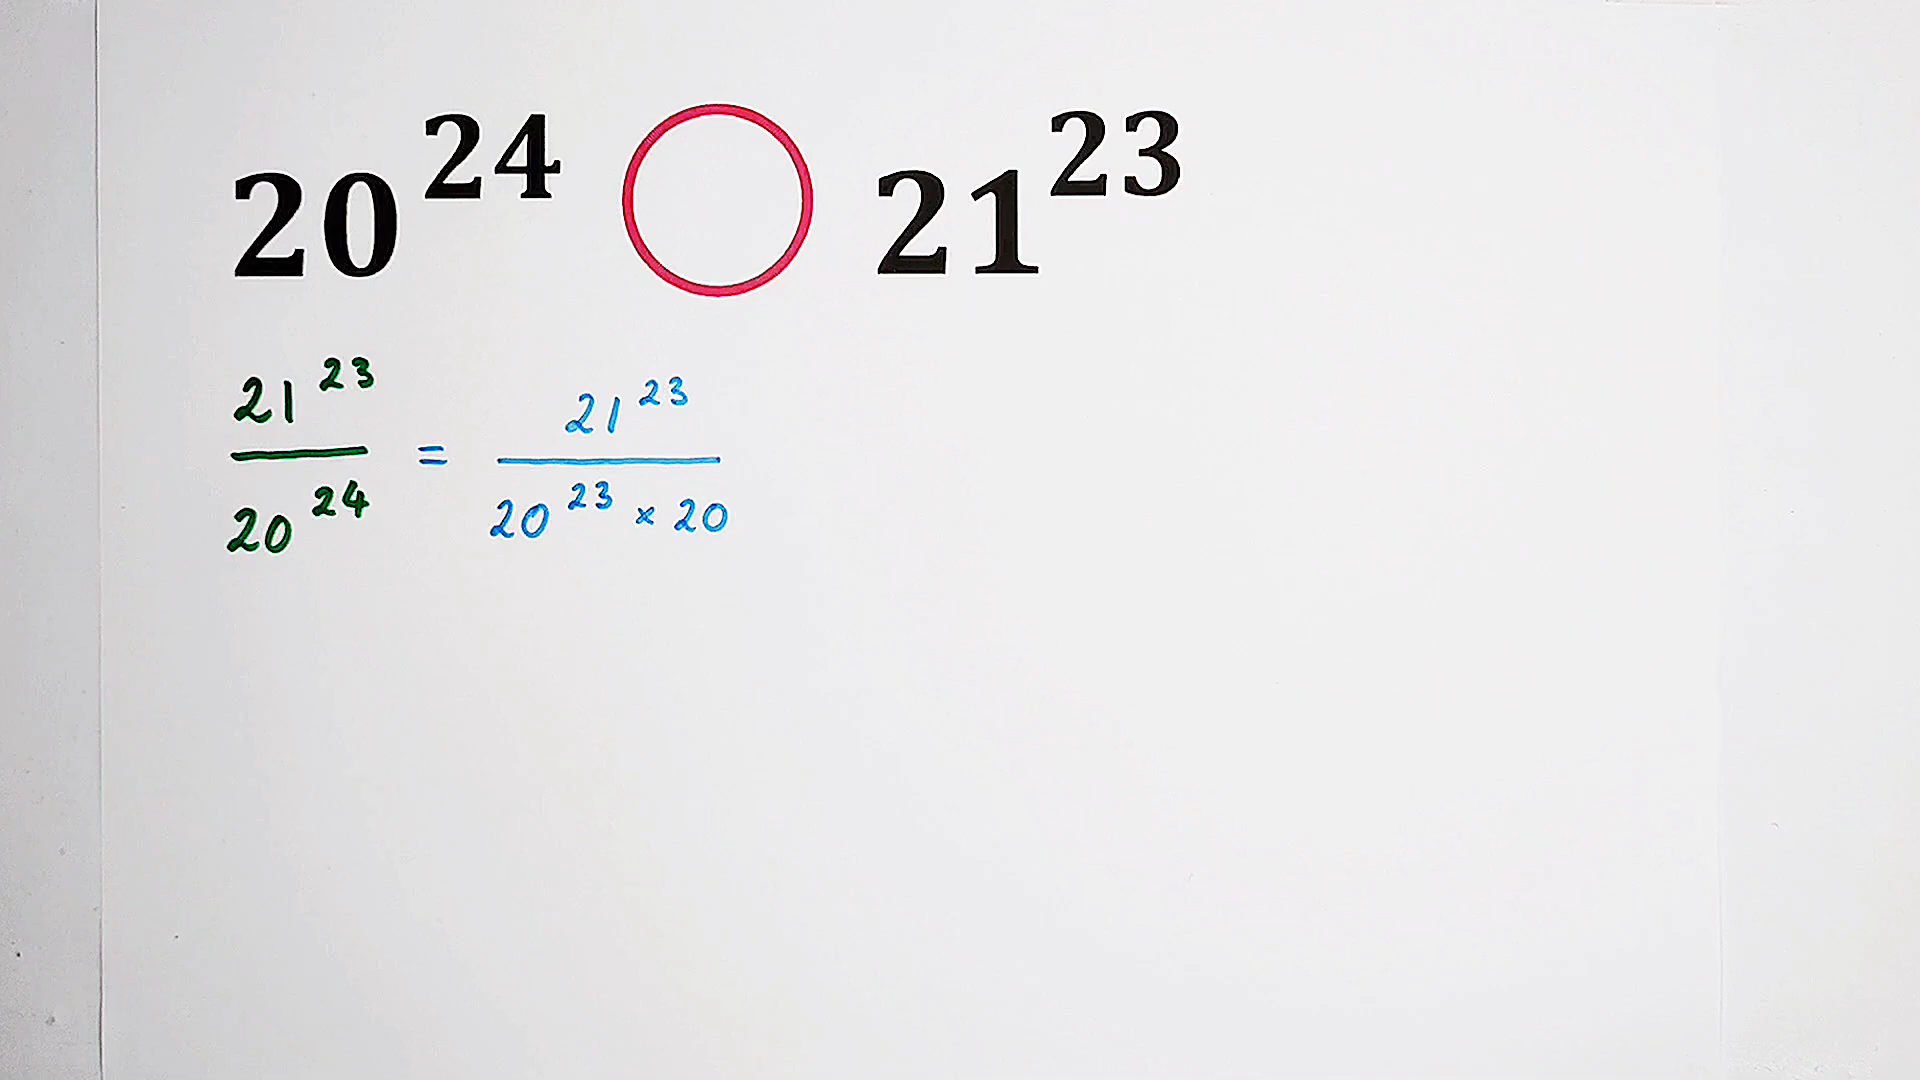 20^24 ◯ 21^23
21^23 / 20^24 = 21^23 / (20^23 × 20)